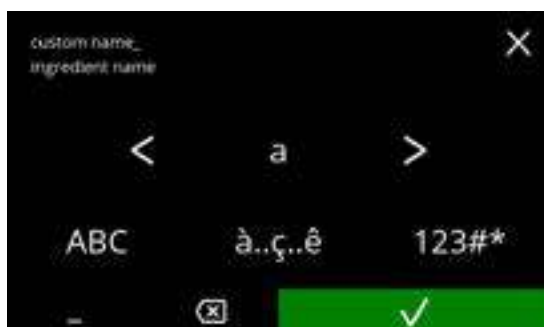 custom name_
ingredient name
< a >
ABC à..ç..ê 123#*
_